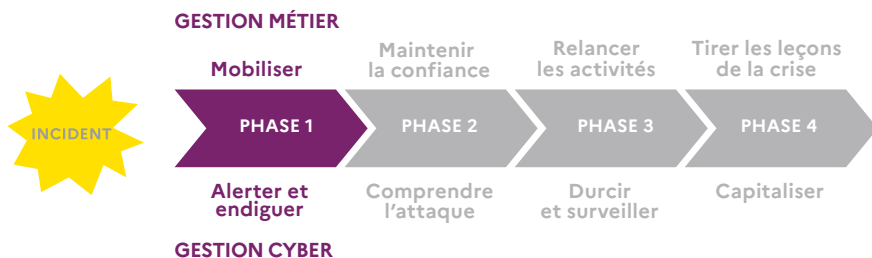 GESTION MÉTIER
Mobiliser
Maintenir
la confiance
Relancer
les activités
Tirer les leçons
de la crise
INCIDENT
PHASE 1
PHASE 2
PHASE 3
PHASE 4
Alerter et
endiguer
Comprendre
l'attaque
Durcir
et surveiller
Capitaliser
GESTION CYBER